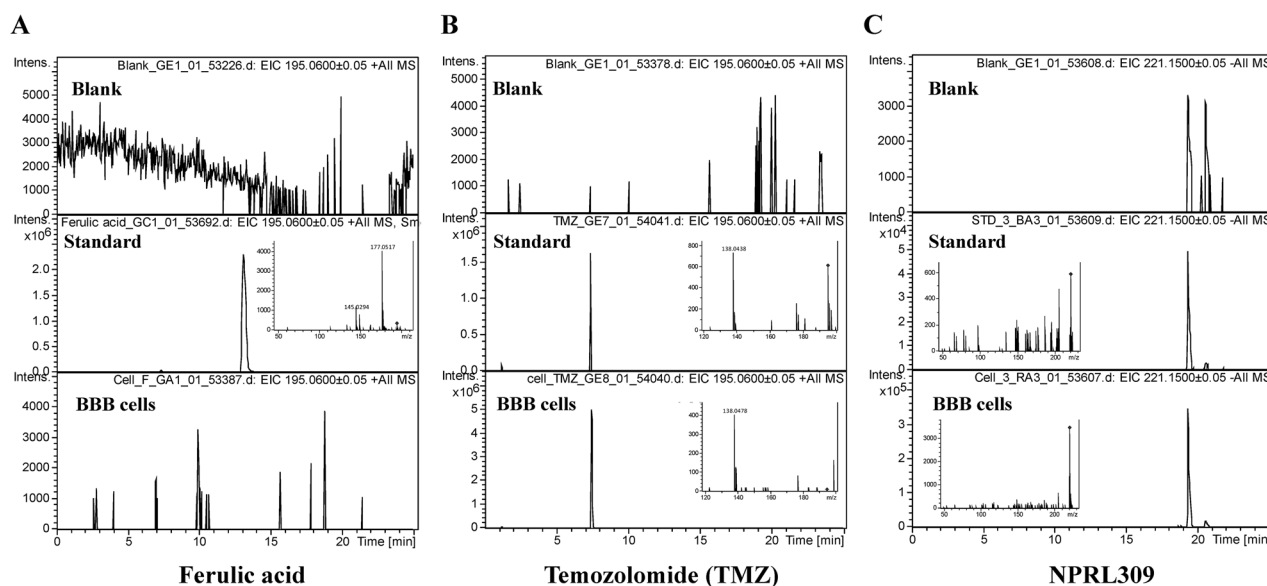 A
B
C
Intens.
Blank_GE1_01_53226.d: EIC 195.0600±0.05 +All MS
Blank
5000
4000
3000
2000
1000
0
Ferulic acid_GC1_01_53692.d: EIC 195.0600±0.05 +All MS, Sm
Intens.
x10⁶
Standard
2.0
1.5
1.0
0.5
0.0
4000
3000
2000
1000
0
177.0517
145.0294
50
100
150
m/z
Cell_F_GA1_01_53387.d: EIC 195.0600±0.05 +All MS
Intens.
BBB cells
4000
3000
2000
1000
0
0
5
10
15
20
Time [min]
Ferulic acid
Intens.
Blank_GE1_01_53378.d: EIC 195.0600±0.05 +All MS
Blank
5000
4000
3000
2000
1000
0
Intens.
x10⁶
TMZ_GE7_01_54041.d: EIC 195.0600±0.05 +All MS
Standard
2.0
1.5
1.0
0.5
0.0
800
600
400
200
0
138.0438
120
140
160
180
m/z
Intens.
x10⁶
cell_TMZ_GE8_01_54040.d: EIC 195.0600±0.05 +All MS
BBB cells
5
4
3
2
1
0
400
300
200
100
0
138.0478
120
140
160
180
m/z
0
5
10
15
20
Time [min]
Temozolomide (TMZ)
Intens.
Blank_GE1_01_53608.d: EIC 221.1500±0.05 -All MS
Blank
3000
2000
1000
0
Intens.
x10⁴
STD_3_BA3_01_53609.d: EIC 221.1500±0.05 -All MS
Standard
5
4
3
2
1
0
600
400
200
0
50
100
150
200
m/z
Intens.
x10⁵
Cell_3_RA3_01_53607.d: EIC 221.1500±0.05 -All MS
BBB cells
4
3
2
1
0
3000
2000
1000
0
50
100
150
200
m/z
0
5
10
15
20
Time [min]
NPRL309